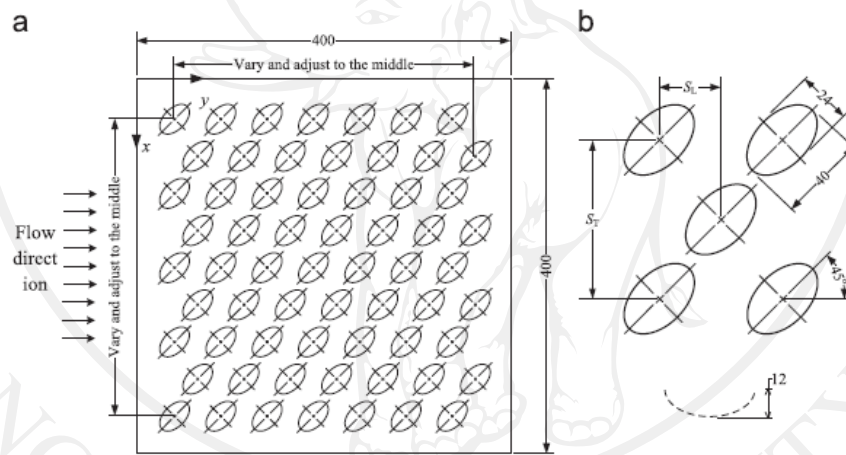 a
b
400
Vary and adjust to the middle
y
x
Vary and adjust to the middle
Flow
direct
ion
400
S_L
24
40
S_T
45°
12